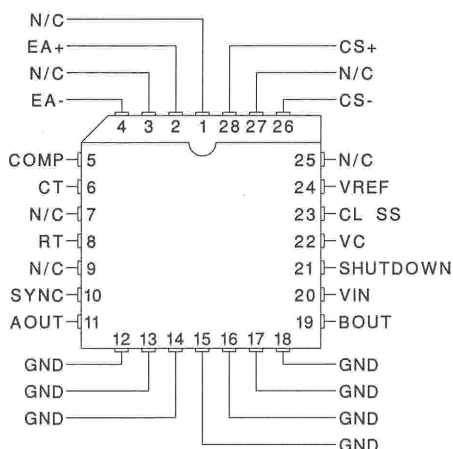 N/C
EA+ CS+
N/C N/C
EA- CS-
4 3 2 1 28 27 26
COMP 5 25 N/C
CT 6 24 VREF
N/C 7 23 CL SS
RT 8 22 VC
N/C 9 21 SHUTDOWN
SYNC 10 20 VIN
AOUT 11 19 BOUT
12 13 14 15 16 17 18
GND GND
GND GND
GND GND
GND